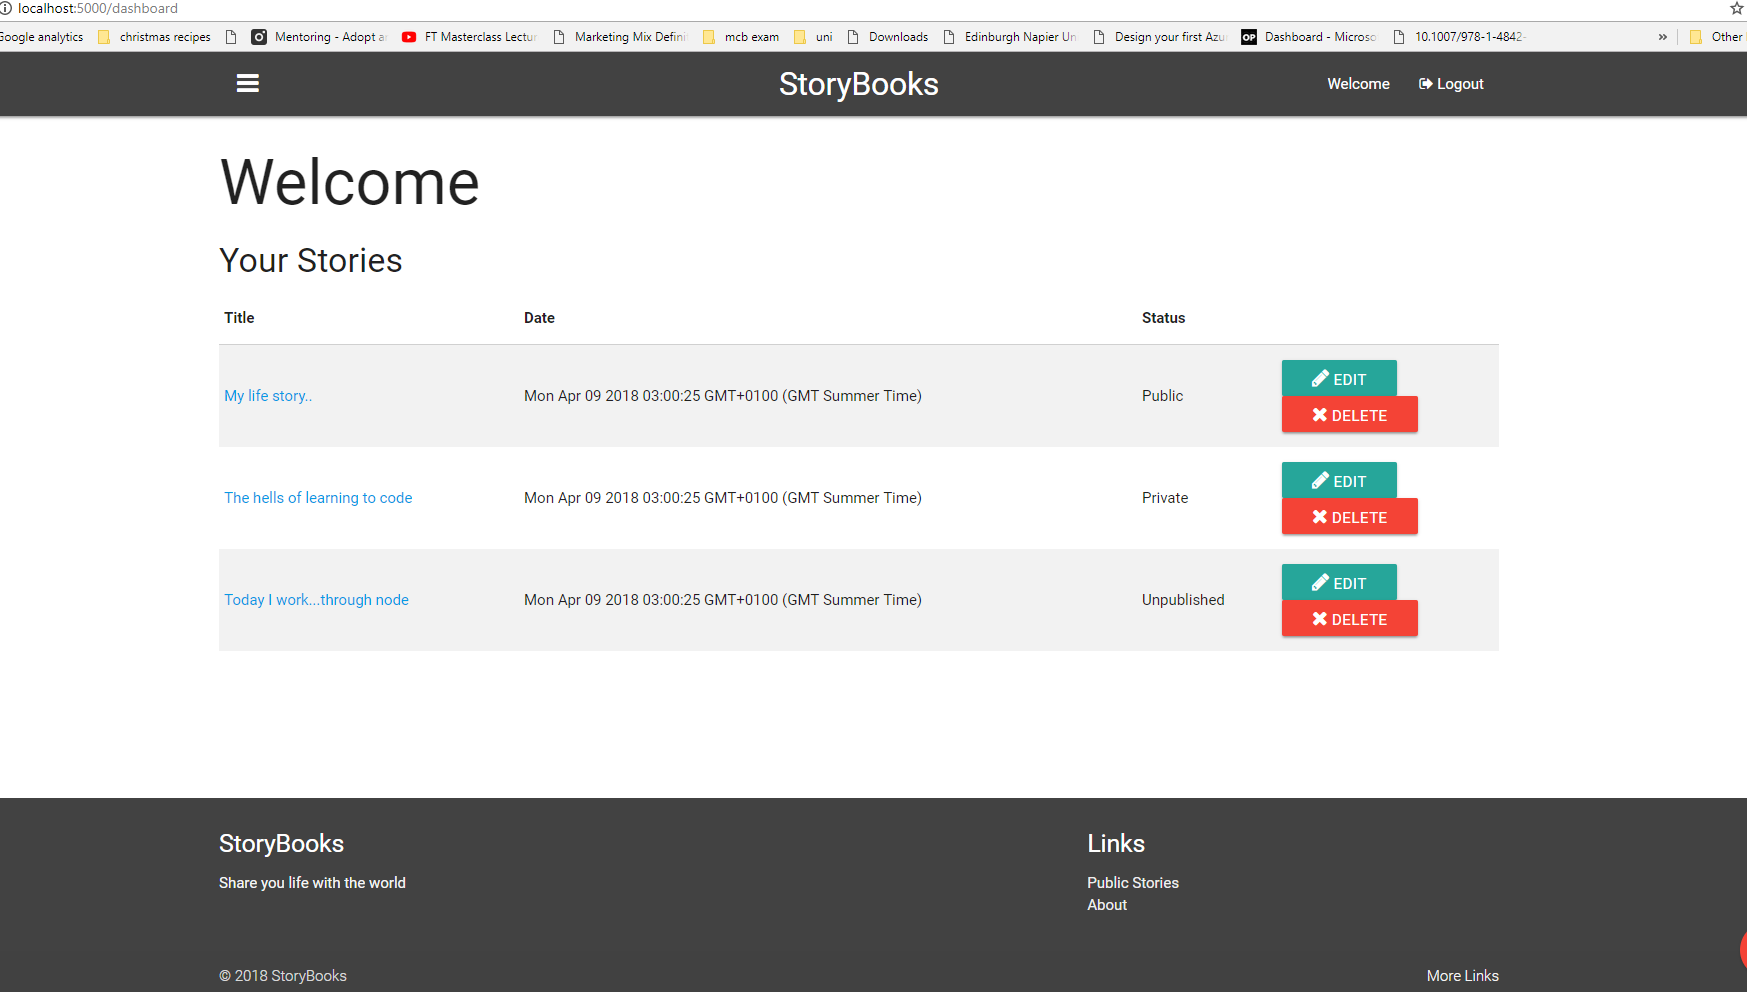 localhost:5000/dashboard
Google analytics christmas recipes Mentoring - Adopt a FT Masterclass Lectu Marketing Mix Defini mcb exam uni Downloads Edinburgh Napier Un Design your first Azu OP Dashboard - Microso 10.1007/978-1-4842- » Other
StoryBooks Welcome Logout
Welcome
Your Stories
Title Date Status
My life story.. Mon Apr 09 2018 03:00:25 GMT+0100 (GMT Summer Time) Public EDIT
DELETE
The hells of learning to code Mon Apr 09 2018 03:00:25 GMT+0100 (GMT Summer Time) Private EDIT
DELETE
Today I work...through node Mon Apr 09 2018 03:00:25 GMT+0100 (GMT Summer Time) Unpublished EDIT
DELETE
StoryBooks Links
Share you life with the world Public Stories
About
© 2018 StoryBooks More Links